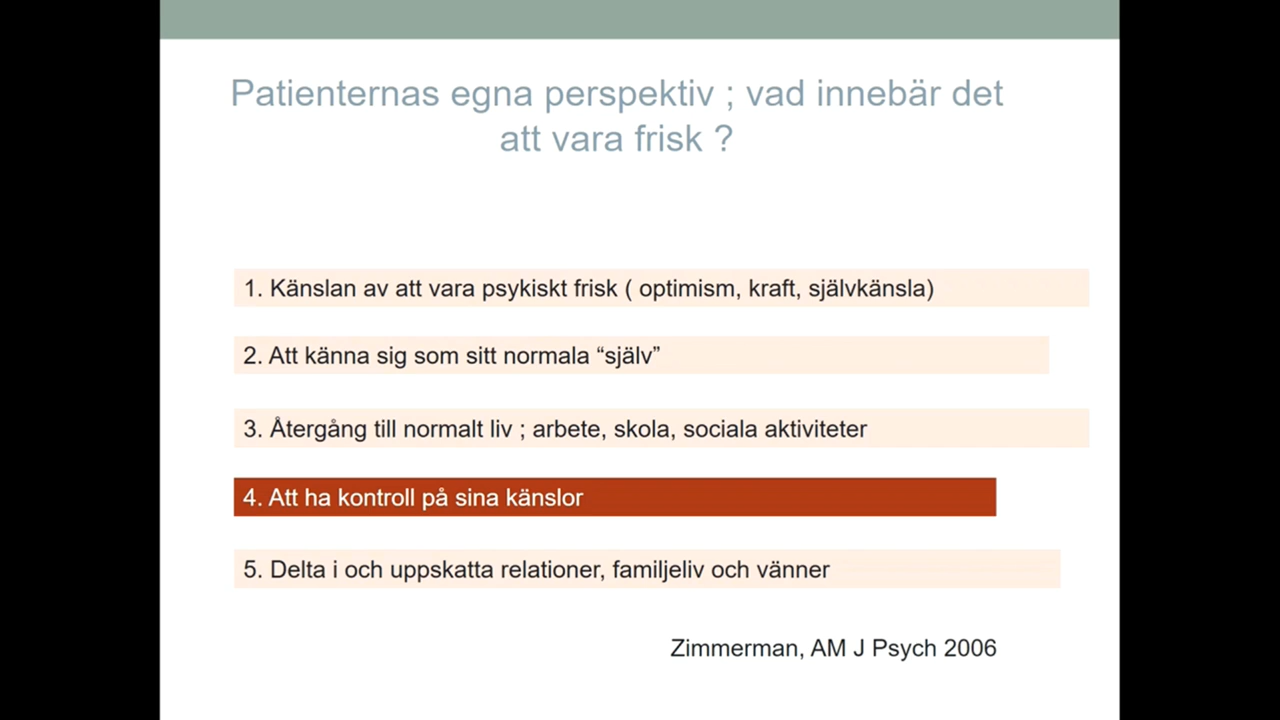 Patienternas egna perspektiv ; vad innebär det
att vara frisk ?
1. Känslan av att vara psykiskt frisk ( optimism, kraft, självkänsla)
2. Att känna sig som sitt normala “själv”
3. Återgång till normalt liv ; arbete, skola, sociala aktiviteter
4. Att ha kontroll på sina känslor
5. Delta i och uppskatta relationer, familjeliv och vänner
Zimmerman, AM J Psych 2006